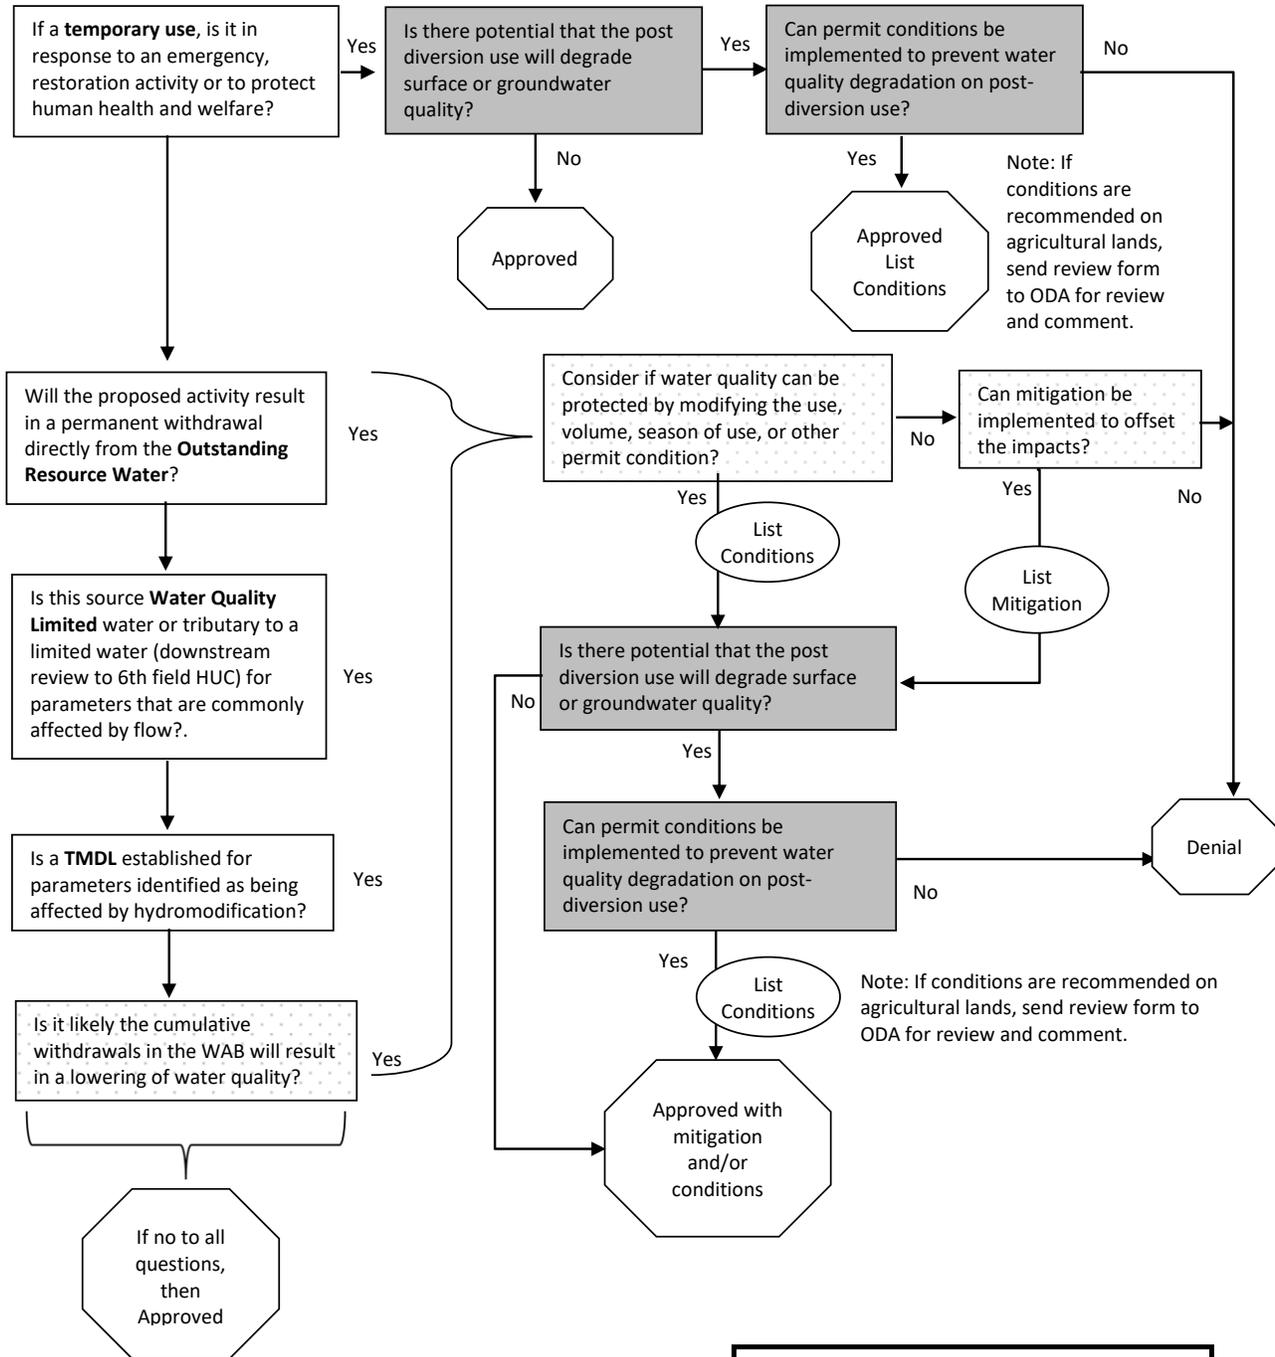 If a temporary use, is it in
response to an emergency,
restoration activity or to protect
human health and welfare?
Yes
Is there potential that the post
diversion use will degrade
surface or groundwater
quality?
Yes
Can permit conditions be
implemented to prevent water
quality degradation on post-
diversion use?
No
No
Approved
Yes
Approved
List
Conditions
Note: If
conditions are
recommended on
agricultural lands,
send review form
to ODA for review
and comment.
Will the proposed activity result
in a permanent withdrawal
directly from the Outstanding
Resource Water?
Yes
Consider if water quality can be
protected by modifying the use,
volume, season of use, or other
permit condition?
No
Can mitigation be
implemented to offset
the impacts?
No
Yes
List
Conditions
Yes
List
Mitigation
Is this source Water Quality
Limited water or tributary to a
limited water (downstream
review to 6th field HUC) for
parameters that are commonly
affected by flow?.
Yes
Is there potential that the post
diversion use will degrade surface
or groundwater quality?
No
Yes
Is a TMDL established for
parameters identified as being
affected by hydromodification?
Yes
Can permit conditions be
implemented to prevent water
quality degradation on post-
diversion use?
No
Denial
Yes
List
Conditions
Note: If conditions are recommended on
agricultural lands, send review form to
ODA for review and comment.
Is it likely the cumulative
withdrawals in the WAB will result
in a lowering of water quality?
Yes
Approved with
mitigation
and/or
conditions
If no to all
questions,
then
Approved